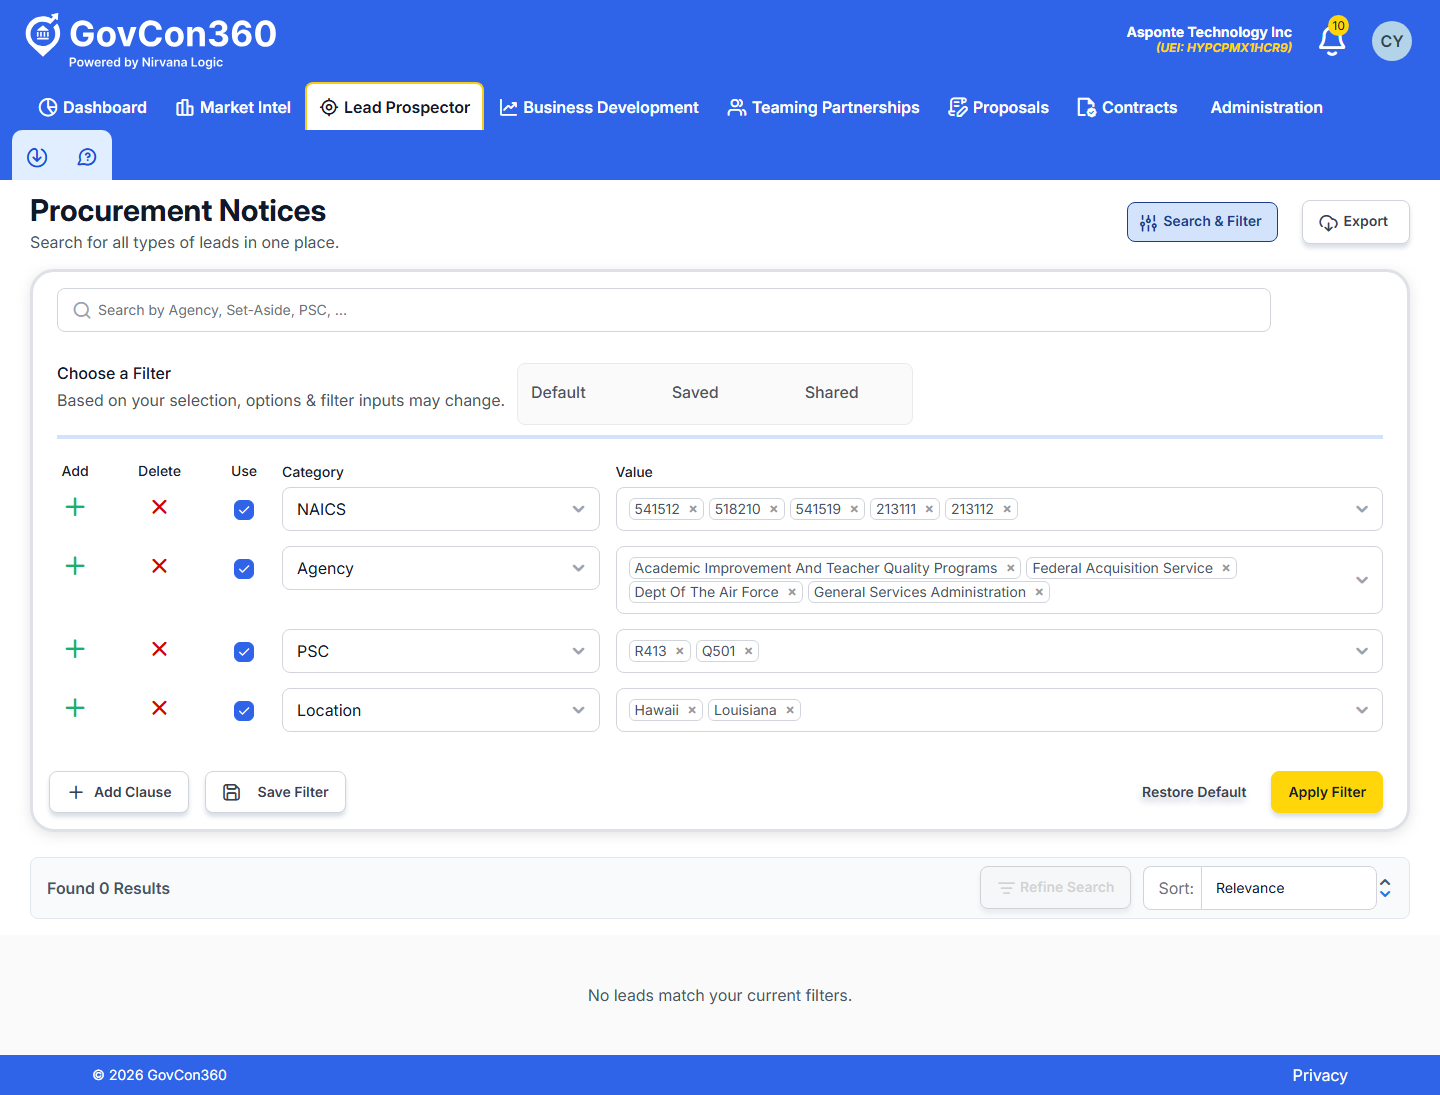 GovCon360
Powered by Nirvana Logic
Asponte Technology Inc
(UEI: HYPCPMX1HCR9)
10
CY
Dashboard
Market Intel
Lead Prospector
Business Development
Teaming Partnerships
Proposals
Contracts
Administration
Procurement Notices
Search for all types of leads in one place.
Search & Filter
Export
Search by Agency, Set-Aside, PSC, ...
Choose a Filter
Based on your selection, options & filter inputs may change.
Default
Saved
Shared
Add
Delete
Use
Category
Value
NAICS
541512 × 518210 × 541519 × 213111 × 213112 ×
Agency
Academic Improvement And Teacher Quality Programs × Federal Acquisition Service ×
Dept Of The Air Force × General Services Administration ×
PSC
R413 × Q501 ×
Location
Hawaii × Louisiana ×
Add Clause
Save Filter
Restore Default
Apply Filter
Found 0 Results
Refine Search
Sort:
Relevance
No leads match your current filters.
© 2026 GovCon360
Privacy